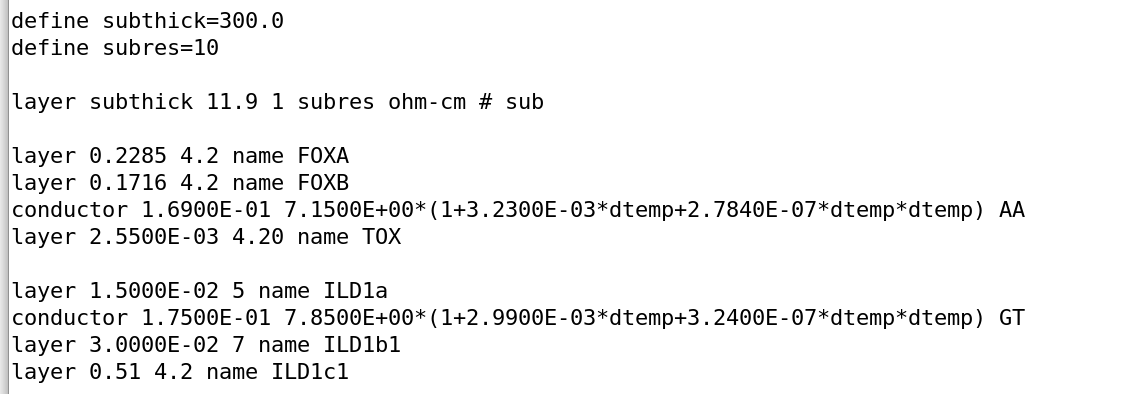 define subthick=300.0
define subres=10
layer subthick 11.9 1 subres ohm-cm # sub
layer 0.2285 4.2 name FOXA
layer 0.1716 4.2 name FOXB
conductor 1.6900E-01 7.1500E+00*(1+3.2300E-03*dtemp+2.7840E-07*dtemp*dtemp) AA
layer 2.5500E-03 4.20 name TOX
layer 1.5000E-02 5 name ILD1a
conductor 1.7500E-01 7.8500E+00*(1+2.9900E-03*dtemp+3.2400E-07*dtemp*dtemp) GT
layer 3.0000E-02 7 name ILD1b1
layer 0.51 4.2 name ILD1c1